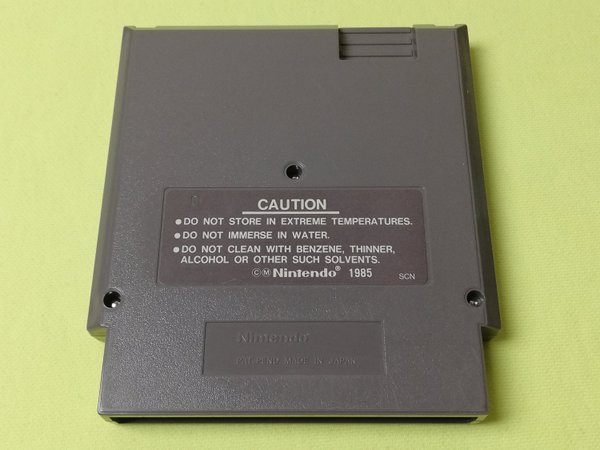 CAUTION
●DO NOT STORE IN EXTREME TEMPERATURES.
●DO NOT IMMERSE IN WATER.
●DO NOT CLEAN WITH BENZENE, THINNER,
ALCOHOL OR OTHER SUCH SOLVENTS.
©Ⓜ Nintendo® 1985 SCN
Nintendo®
PAT. PEND. MADE IN JAPAN